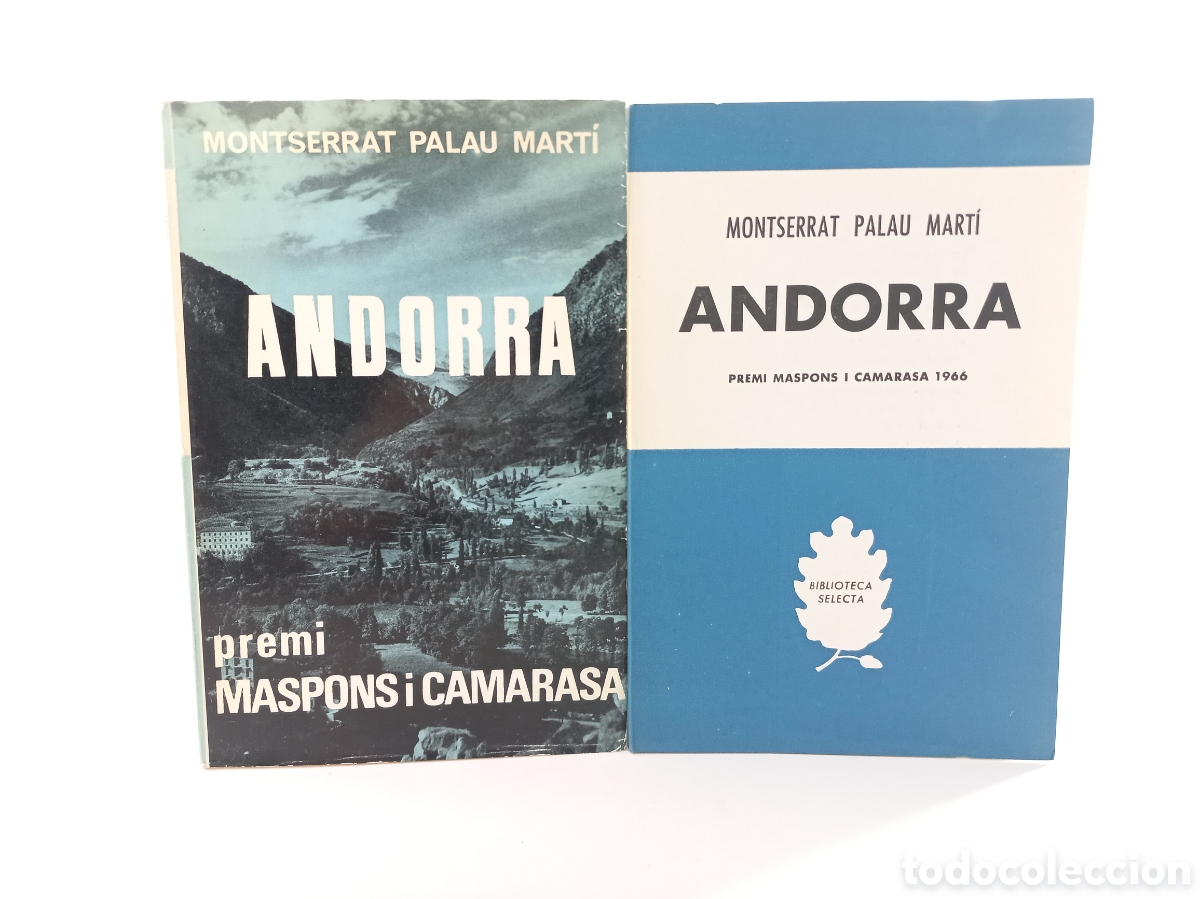 MONTSERRAT PALAU MARTÍ
ANDORRA
premi
MASPONS i CAMARASA
MONTSERRAT PALAU MARTÍ
ANDORRA
PREMI MASPONS I CAMARASA 1966
BIBLIOTECA
SELECTA
todocoleccion